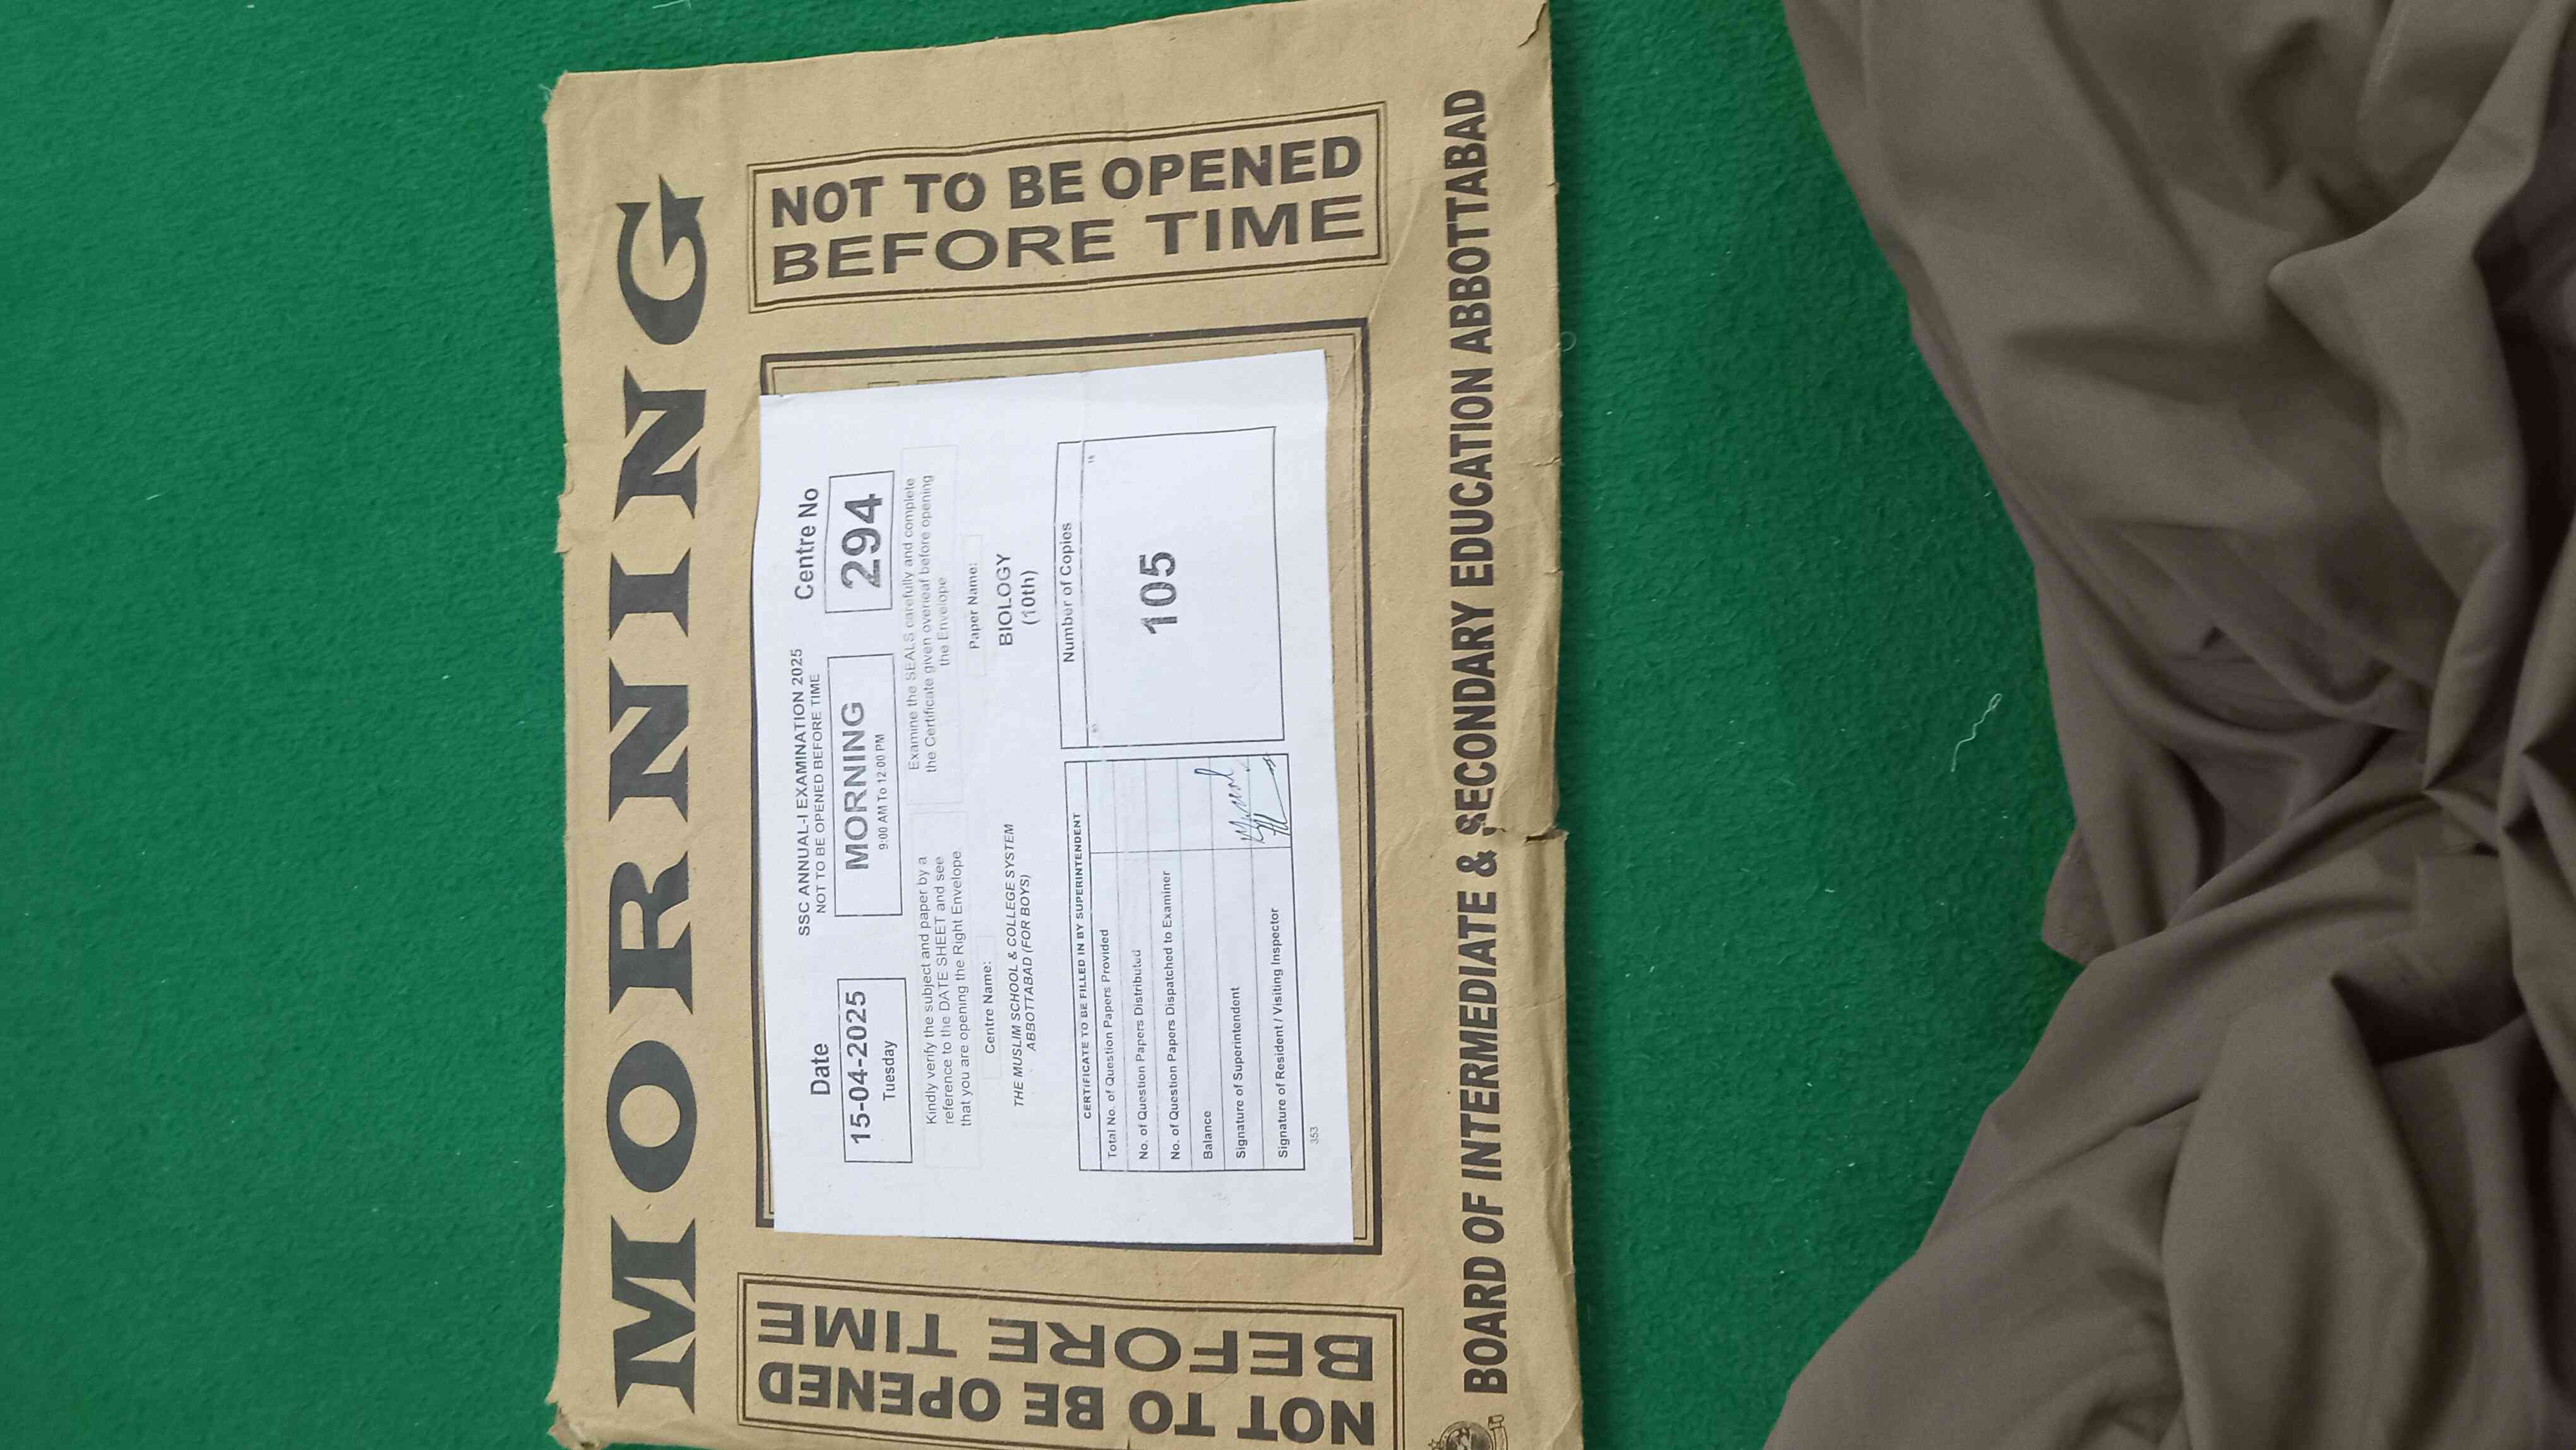 MORNING
NOT TO BE OPENED
BEFORE TIME
SSC ANNUAL-I EXAMINATION 2025
NOT TO BE OPENED BEFORE TIME
Date
15-04-2025
Tuesday
MORNING
9:00 AM To 12:00 PM
Centre No
294
Kindly verify the subject and paper by a
reference to the DATE SHEET and see
that you are opening the Right Envelope
Examine the SEALS carefully and complete
the Certificate given overleaf before opening
the Envelope
Centre Name:
THE MUSLIM SCHOOL & COLLEGE SYSTEM
ABBOTTABAD (FOR BOYS)
Paper Name:
BIOLOGY
(10th)
CERTIFICATE TO BE FILLED IN BY SUPERINTENDENT
Total No. of Question Papers Provided
No. of Question Papers Distributed
No. of Question Papers Dispatched to Examiner
Balance
Signature of Superintendent
Signature of Resident / Visiting Inspector
Number of Copies
105
353
NOT TO BE OPENED
BEFORE TIME
BOARD OF INTERMEDIATE & SECONDARY EDUCATION ABBOTTABAD